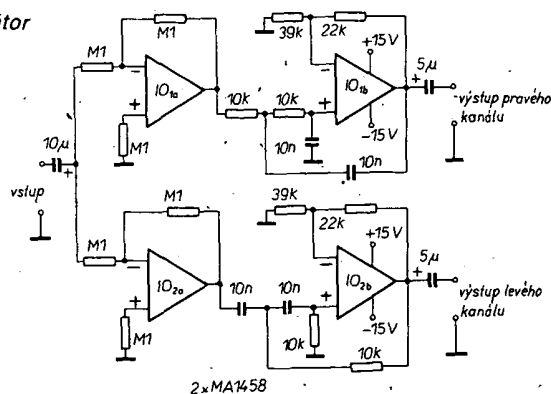 tor
M1
M1
IO1a
M1
10k
10k
10n
10n
39k
22k
+15V
IO1b
-15V
5µ
+
výstup pravého
kanálu
10µ
+
vstup
M1
M1
IO2a
M1
10n
10n
10k
10k
39k
22k
+15V
IO2b
-15V
5µ
+
výstup levého
kanálu
2xMA1458